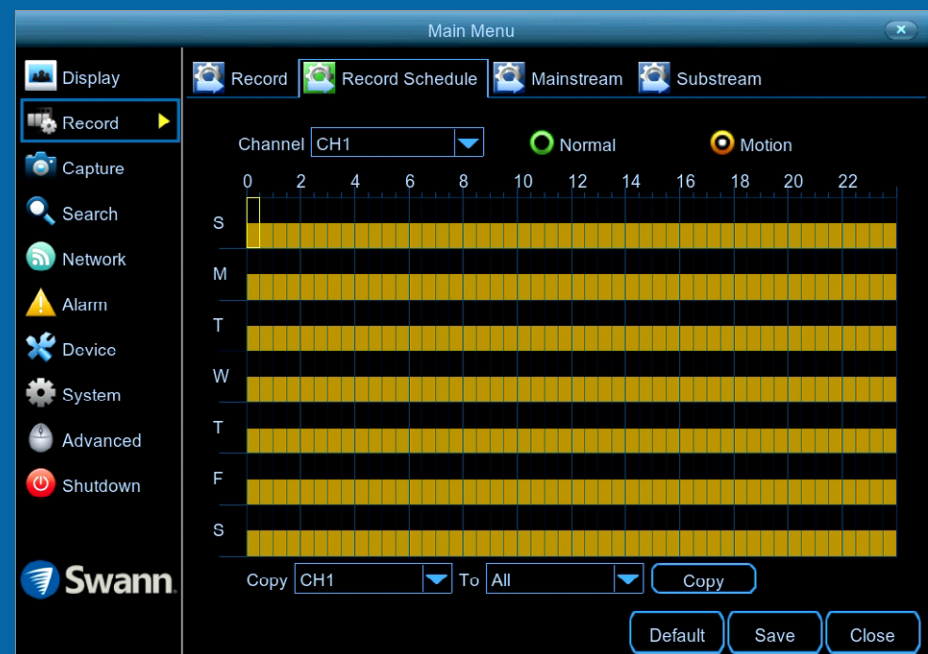 Main Menu
Display
Record
Capture
Search
Network
Alarm
Device
System
Advanced
Shutdown
Swann
Record Record Schedule Mainstream Substream
Channel CH1 Normal Motion
0 2 4 6 8 10 12 14 16 18 20 22
S
M
T
W
T
F
S
Copy CH1 To All Copy
Default Save Close